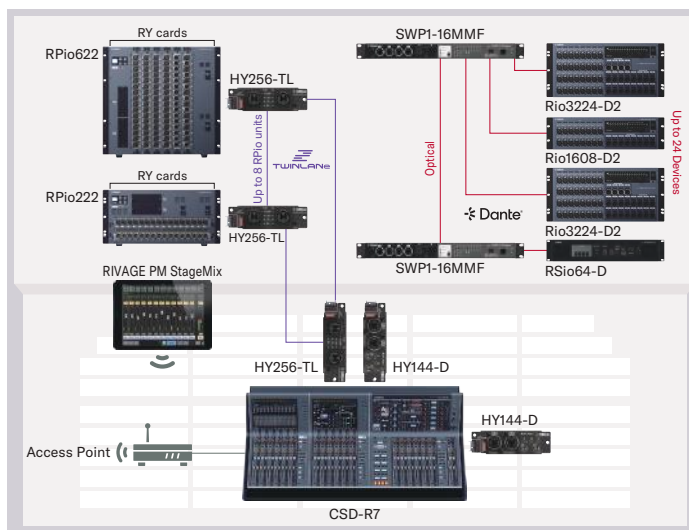 RY cards
RPio622
HY256-TL
Up to 8 RPio units
TWINLANe
RY cards
RPio222
HY256-TL
SWP1-16MMF
Rio3224-D2
Rio1608-D2
Up to 24 Devices
Optical
Dante
Rio3224-D2
SWP1-16MMF
RSio64-D
RIVAGE PM StageMix
HY256-TL
HY144-D
HY144-D
Access Point
CSD-R7